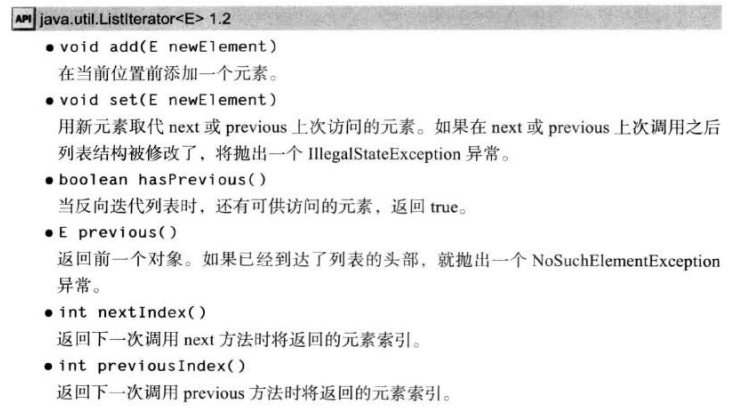 API java.util.ListIterator<E> 1.2
● void add(E newElement)
在当前位置前添加一个元素。
● void set(E newElement)
用新元素取代 next 或 previous 上次访问的元素。如果在 next 或 previous 上次调用之后
列表结构被修改了，将抛出一个 IllegalStateException 异常。
● boolean hasPrevious()
当反向迭代列表时，还有可供访问的元素，返回 true。
● E previous()
返回前一个对象。如果已经到达了列表的头部，就抛出一个 NoSuchElementException
异常。
● int nextIndex()
返回下一次调用 next 方法时将返回的元素索引。
● int previousIndex()
返回下一次调用 previous 方法时将返回的元素索引。